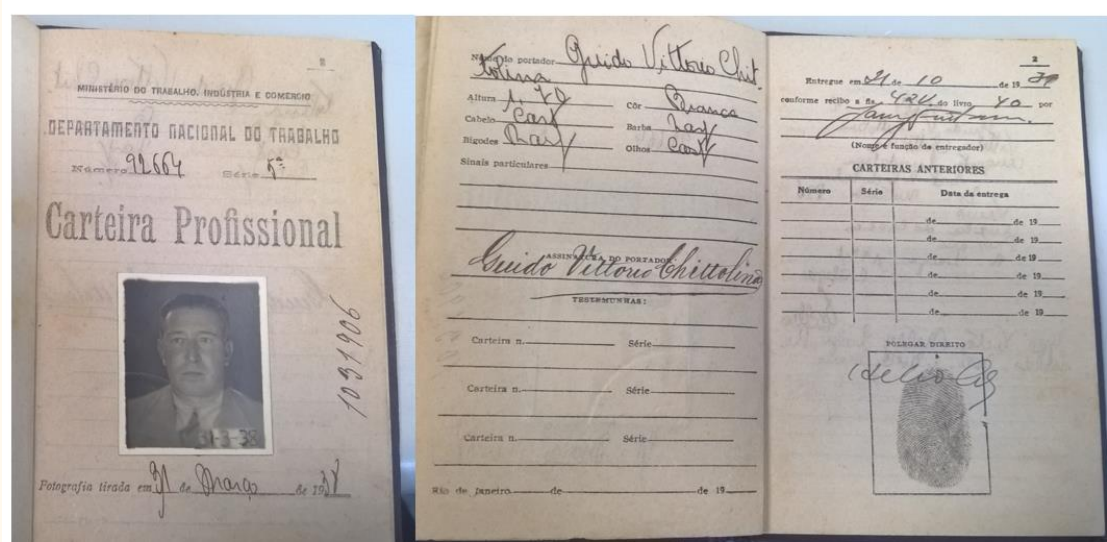 2
MINISTÉRIO DO TRABALHO, INDÚSTRIA E COMÉRCIO
DEPARTAMENTO NACIONAL DO TRABALHO
Número 92664 Série 5ª
Carteira Profissional
1031906
31-3-38
Fotografia tirada em 31 de Março de 1938
Nome do portador Guido Vittorio Chit
tolina
Altura 1,70 Côr Branca
Cabelo Cast Barba Rasp
Bigodes Rasp Olhos Cast
Sinais particulares
ASSINATURA DO PORTADOR
Guido Vittorio Chittolina
TESTEMUNHAS:
Carteira n. Série
Carteira n. Série
Carteira n. Série
Rio de Janeiro de de 19
2
Entregue em 21 de 10 de 1939
conforme recibo a fls. 424 do livro 40 por
(Nome e função do entregador)
CARTEIRAS ANTERIORES
Número Série Data da entrega
de de 19
de de 19
de de 19
de de 19
de de 19
de de 19
POLEGAR DIREITO